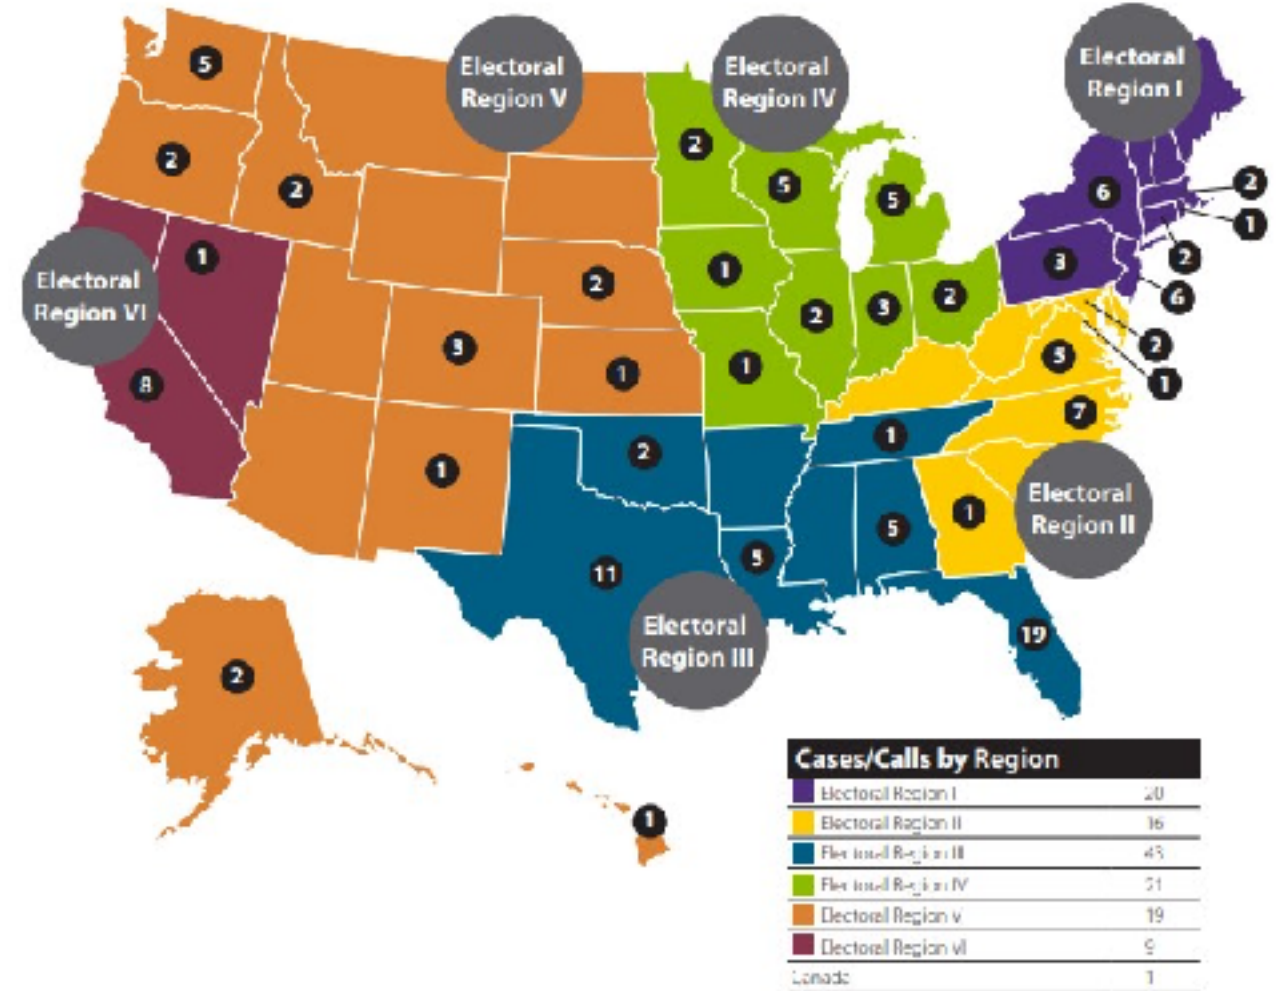 Electoral
Region V
Electoral
Region IV
Electoral
Region I
5
2
2
2
5
5
6
2
1
2
3
6
Electoral
Region VI
1
8
2
3
1
1
1
1
2
3
2
2
1
5
7
1
2
11
5
1
5
19
Electoral
Region II
Electoral
Region III
2
1
Cases/Calls by Region
Electoral Region I 20
Electoral Region II 16
Electoral Region III 43
Electoral Region IV 21
Electoral Region V 19
Electoral Region VI 9
Canada 1